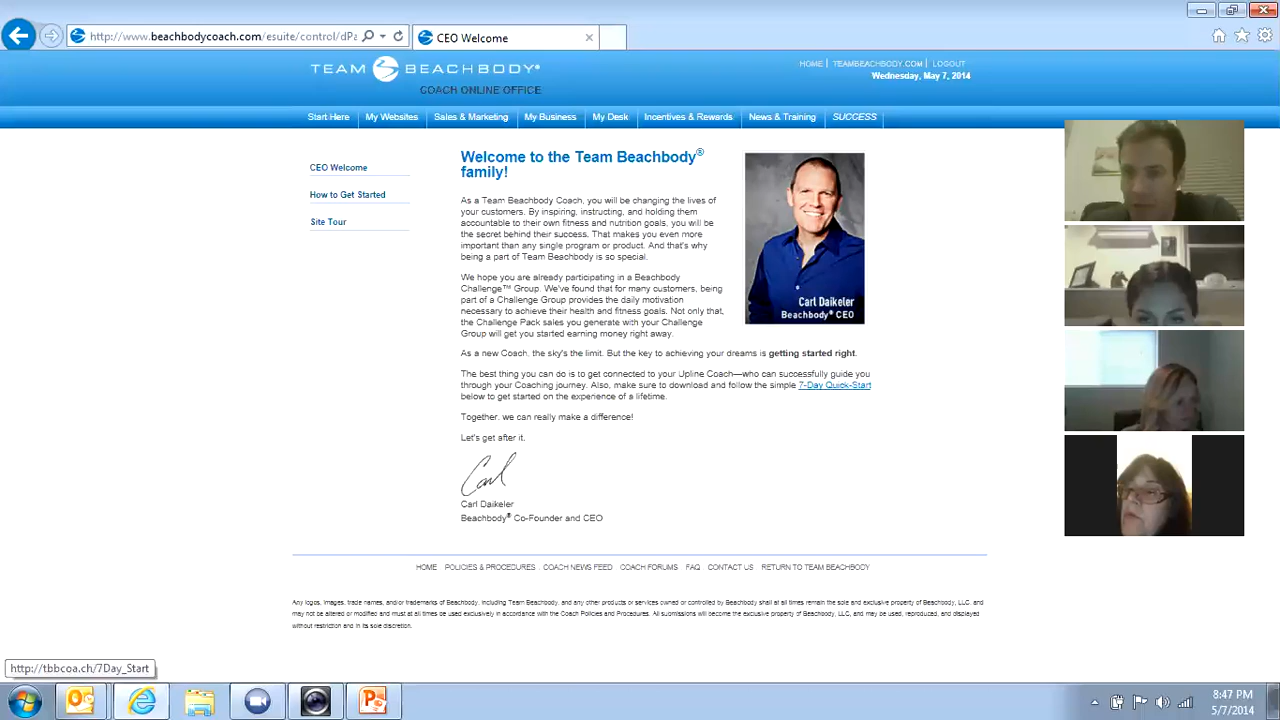 http://www.beachbodycoach.com/esuite/control/dPa
CEO Welcome
TEAM BEACHBODY®
COACH ONLINE OFFICE
HOME | TEAMBEACHBODY.COM | LOGOUT
Wednesday, May 7, 2014
Start Here
My Websites
Sales & Marketing
My Business
My Desk
Incentives & Rewards
News & Training
SUCCESS
CEO Welcome
How to Get Started
Site Tour
Welcome to the Team Beachbody®
family!
As a Team Beachbody Coach, you will be changing the lives of
your customers. By inspiring, instructing, and holding them
accountable to their own fitness and nutrition goals, you will be
the secret behind their success. That makes you even more
important than any single program or product. And that's why
being a part of Team Beachbody is so special.
We hope you are already participating in a Beachbody
Challenge™ Group. We've found that for many customers, being
part of a Challenge Group provides the daily motivation
necessary to achieve their health and fitness goals. Not only that,
the Challenge Pack sales you generate with your Challenge
Group will get you started earning money right away.
As a new Coach, the sky's the limit. But the key to achieving your dreams is getting started right.
The best thing you can do is to get connected to your Upline Coach—who can successfully guide you
through your Coaching journey. Also, make sure to download and follow the simple 7-Day Quick-Start
below to get started on the experience of a lifetime.
Together, we can really make a difference!
Let's get after it,
Carl
Carl Daikeler
Beachbody® Co-Founder and CEO
Carl Daikeler
Beachbody® CEO
HOME
POLICIES & PROCEDURES .
COACH NEWS FEED
COACH FORUMS
FAQ
CONTACT US
RETURN TO TEAM BEACHBODY
Any logos, images, trade names, and/or trademarks of Beachbody, including Team Beachbody, and any other products or services owned or controlled by Beachbody shall at all times remain the sole and exclusive property of Beachbody, LLC, and
may not be altered or modified and must at all times be used exclusively in accordance with the Coach Policies and Procedures. All submissions will become the exclusive property of Beachbody, LLC, and may be used, reproduced, and displayed
without restriction and in its sole discretion.
http://tbbcoa.ch/7Day_Start
8:47 PM
5/7/2014